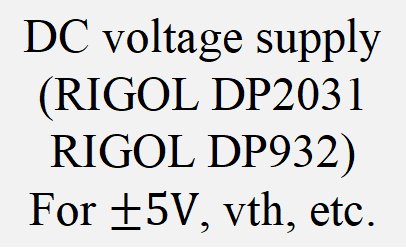 DC voltage supply
(RIGOL DP2031
RIGOL DP932)
For ±5V, vth, etc.